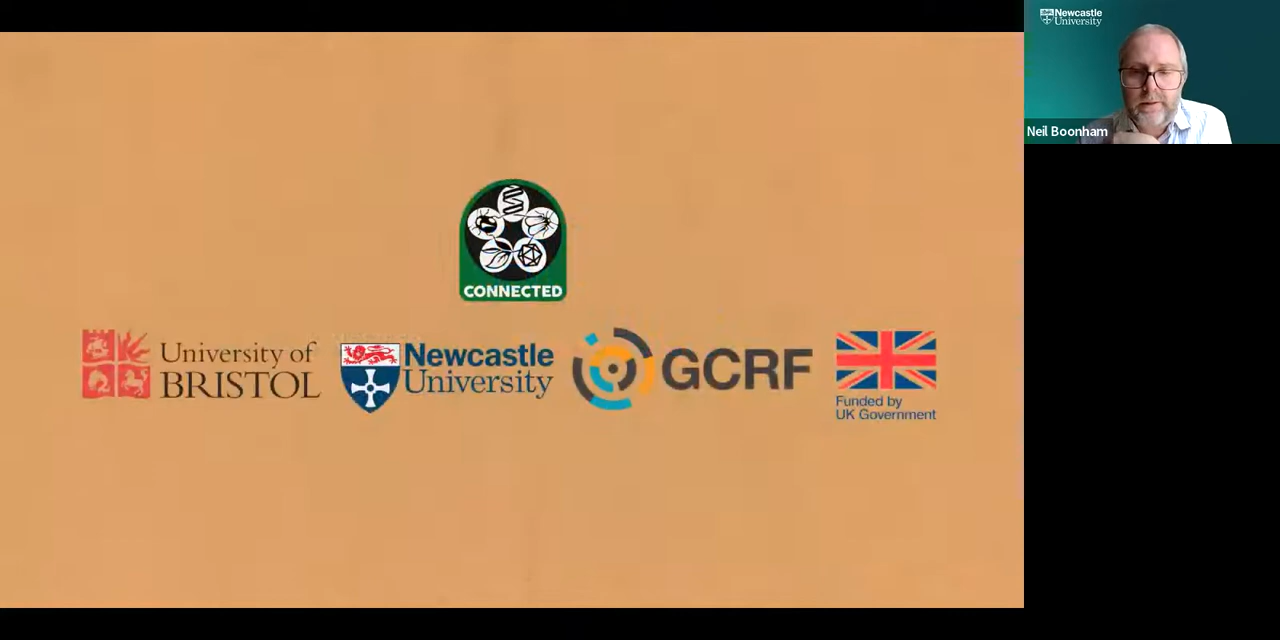 CONNECTED
University of
BRISTOL
Newcastle
University
GCRF
Funded by
UK Government
Newcastle
University
Neil Boonham